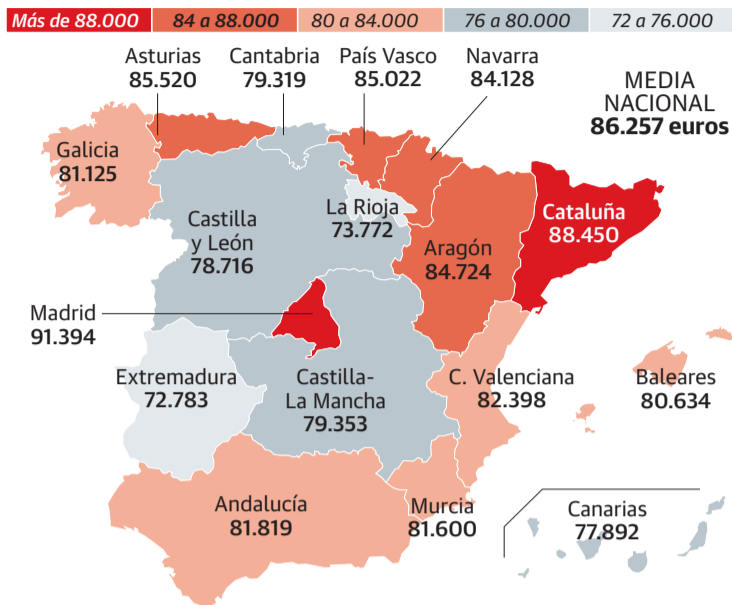 Más de 88.000
84 a 88.000
80 a 84.000
76 a 80.000
72 a 76.000
Asturias
85.520
Cantabria
79.319
País Vasco
85.022
Navarra
84.128
MEDIA
NACIONAL
86.257 euros
Galicia
81.125
Castilla
y León
78.716
La Rioja
73.772
Aragón
84.724
Cataluña
88.450
Madrid
91.394
Extremadura
72.783
Castilla-
La Mancha
79.353
C. Valenciana
82.398
Baleares
80.634
Andalucía
81.819
Murcia
81.600
Canarias
77.892